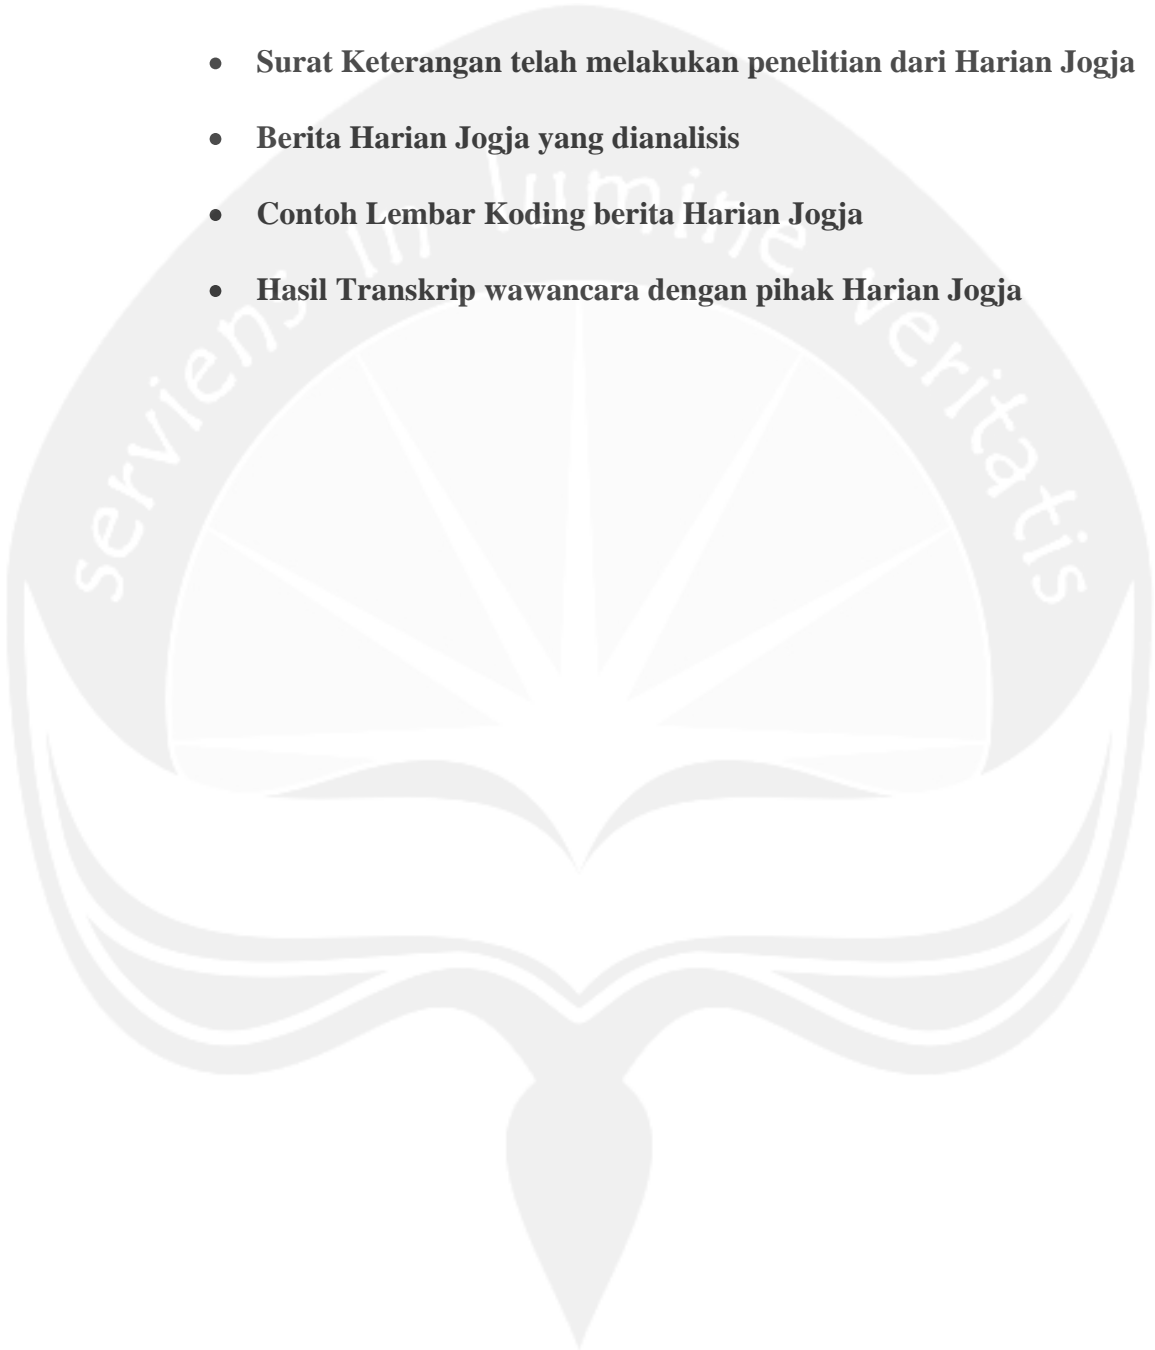 • Surat Keterangan telah melakukan penelitian dari Harian Jogja
• Berita Harian Jogja yang dianalisis
• Contoh Lembar Koding berita Harian Jogja
• Hasil Transkrip wawancara dengan pihak Harian Jogja
serviens in lumine veritatis